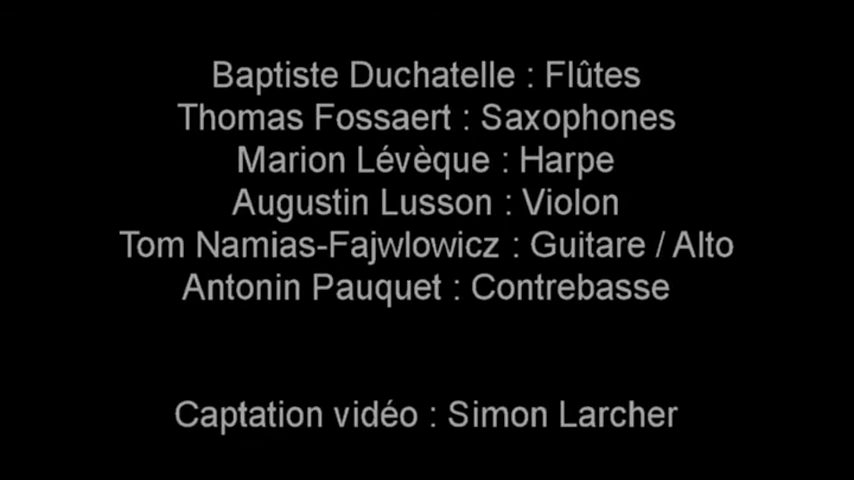 Baptiste Duchatelle : Flûtes
Thomas Fossaert : Saxophones
Marion Lévèque : Harpe
Augustin Lusson : Violon
Tom Namias-Fajwlowicz : Guitare / Alto
Antonin Pauquet : Contrebasse
Captation vidéo : Simon Larcher